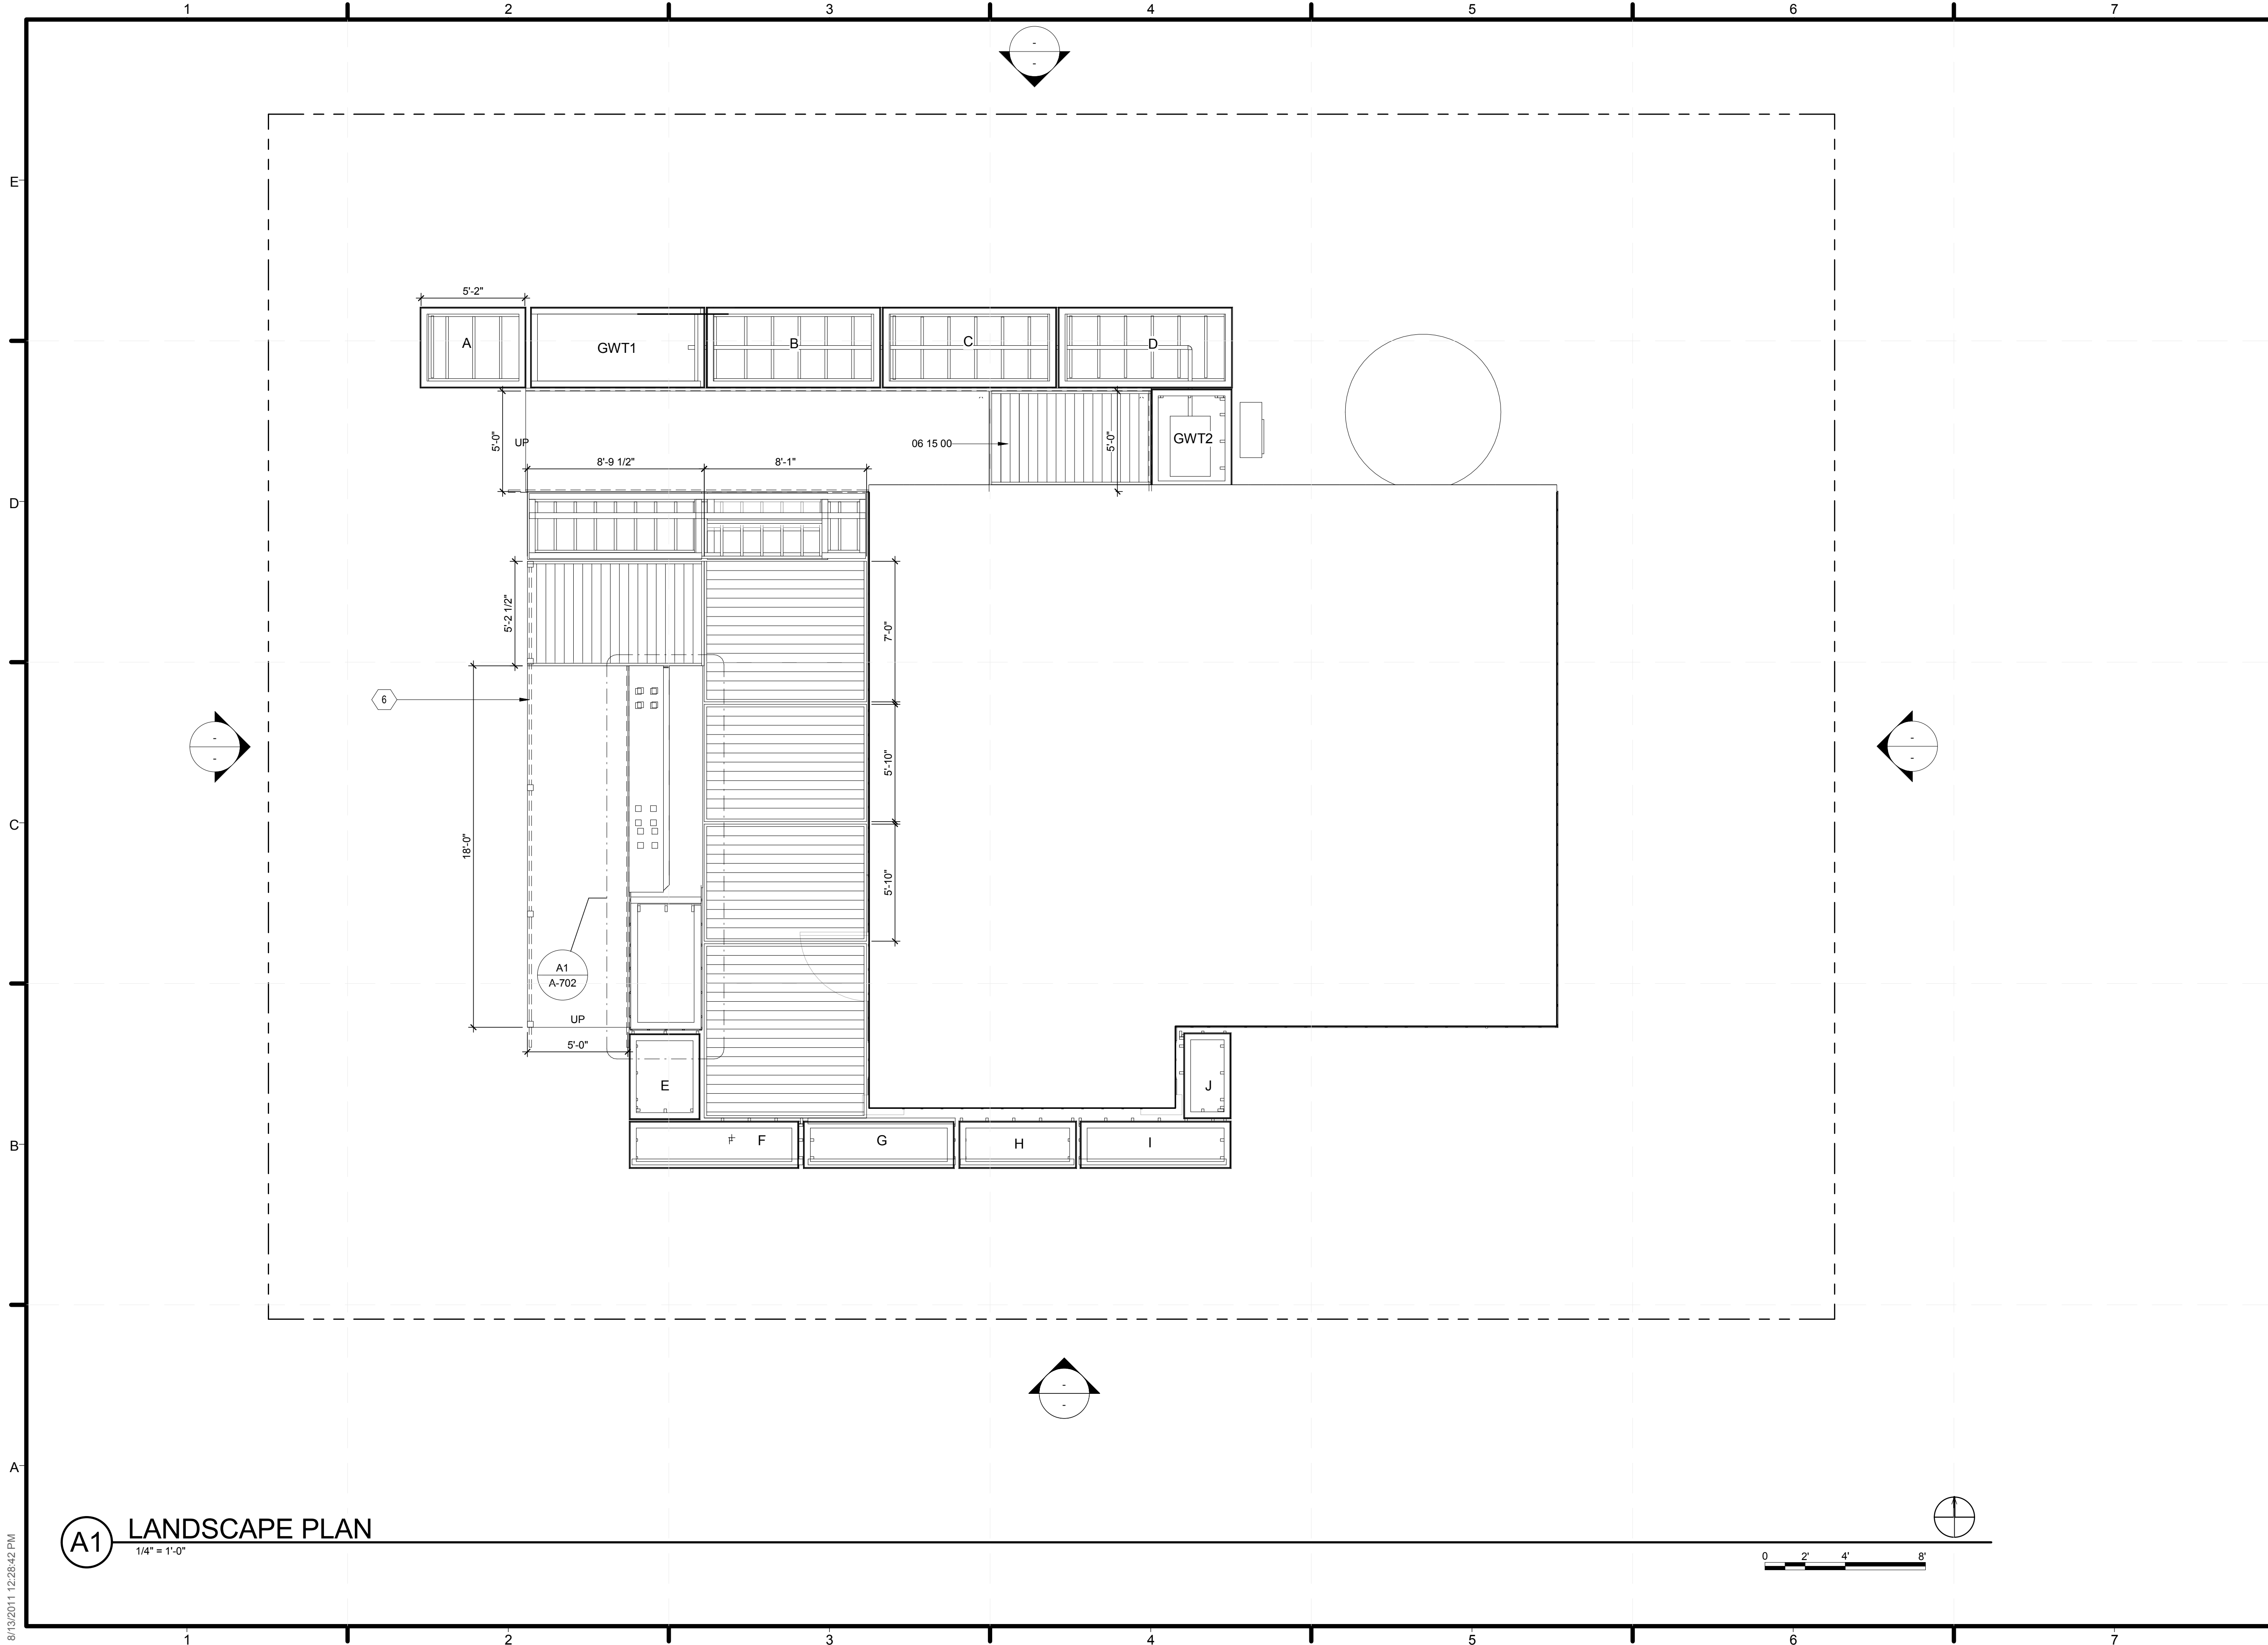 1 2 3 4 5 6 7
-
-
E
5'-2"
A
GWT1
B
C
D
5'-0"
UP
06 15 00
5'-0"
GWT2
8'-9 1/2"
8'-1"
D
5'-2 1/2"
7'-0"
6
-
-
5'-10"
-
-
C
18'-0"
5'-10"
A1
A-702
UP
5'-0"
E
J
B
F
G
H
I
-
-
A
A1
LANDSCAPE PLAN
1/4" = 1'-0"
0 2' 4' 8'
8/13/2011 12:28:42 PM
1 2 3 4 5 6 7